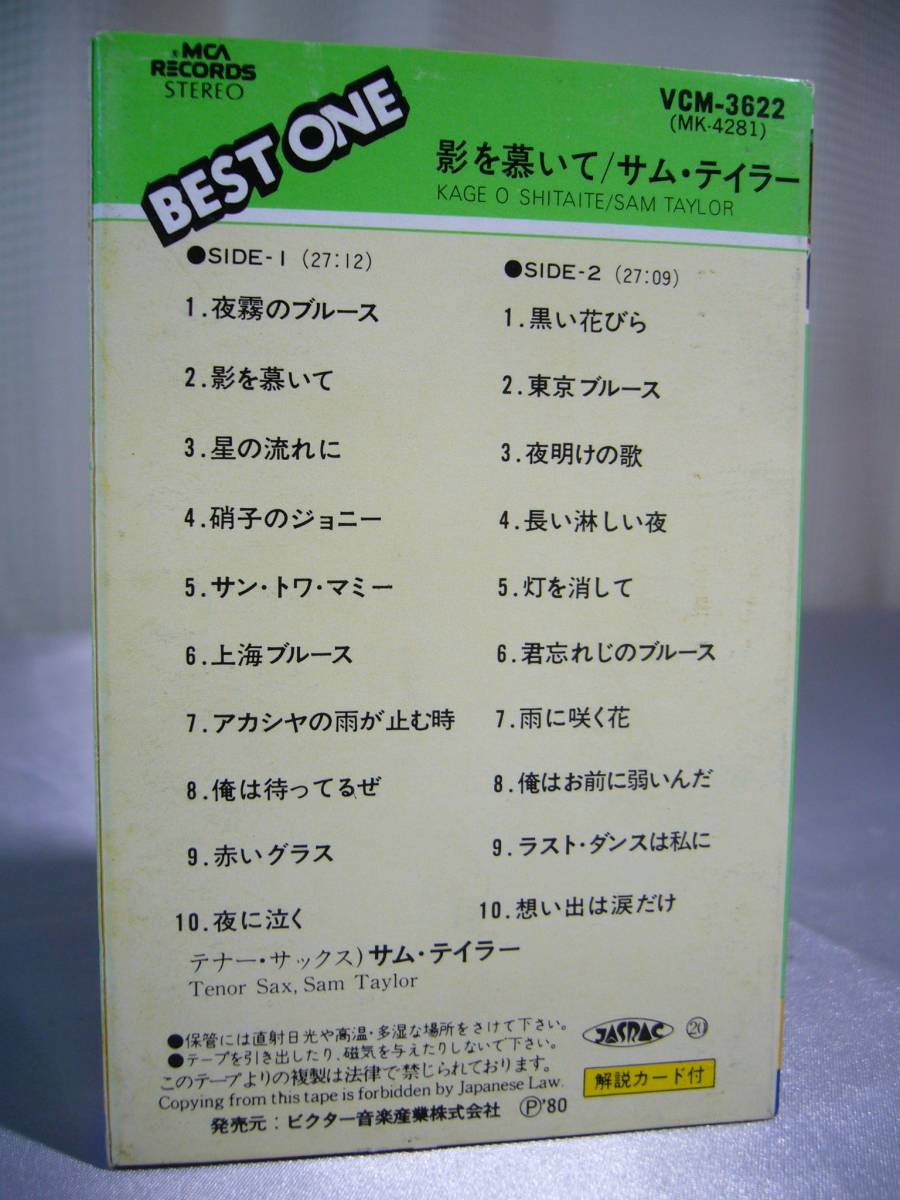 MCA
RECORDS
STEREO
BEST ONE
VCM-3622
(MK-4281)
影を慕いて/サム・テイラー
KAGE O SHITAITE/SAM TAYLOR
●SIDE-1 (27:12)
1.夜霧のブルース
2.影を慕いて
3.星の流れに
4.硝子のジョニー
5.サン・トワ・マミー
6.上海ブルース
7.アカシヤの雨が止む時
8.俺は待ってるぜ
9.赤いグラス
10.夜に泣く
●SIDE-2 (27:09)
1.黒い花びら
2.東京ブルース
3.夜明けの歌
4.長い淋しい夜
5.灯を消して
6.君忘れじのブルース
7.雨に咲く花
8.俺はお前に弱いんだ
9.ラスト・ダンスは私に
10.想い出は涙だけ
テナー・サックス)サム・テイラー
Tenor Sax, Sam Taylor
●保管には直射日光や高温・多湿な場所をさけて下さい。
●テープを引き出したり、磁気を与えたりしないで下さい。
このテープよりの複製は法律で禁じられております。
Copying from this tape is forbidden by Japanese Law.
発売元:ビクター音楽産業株式会社 Ⓟ'80
JASRAC ⑳
解説カード付